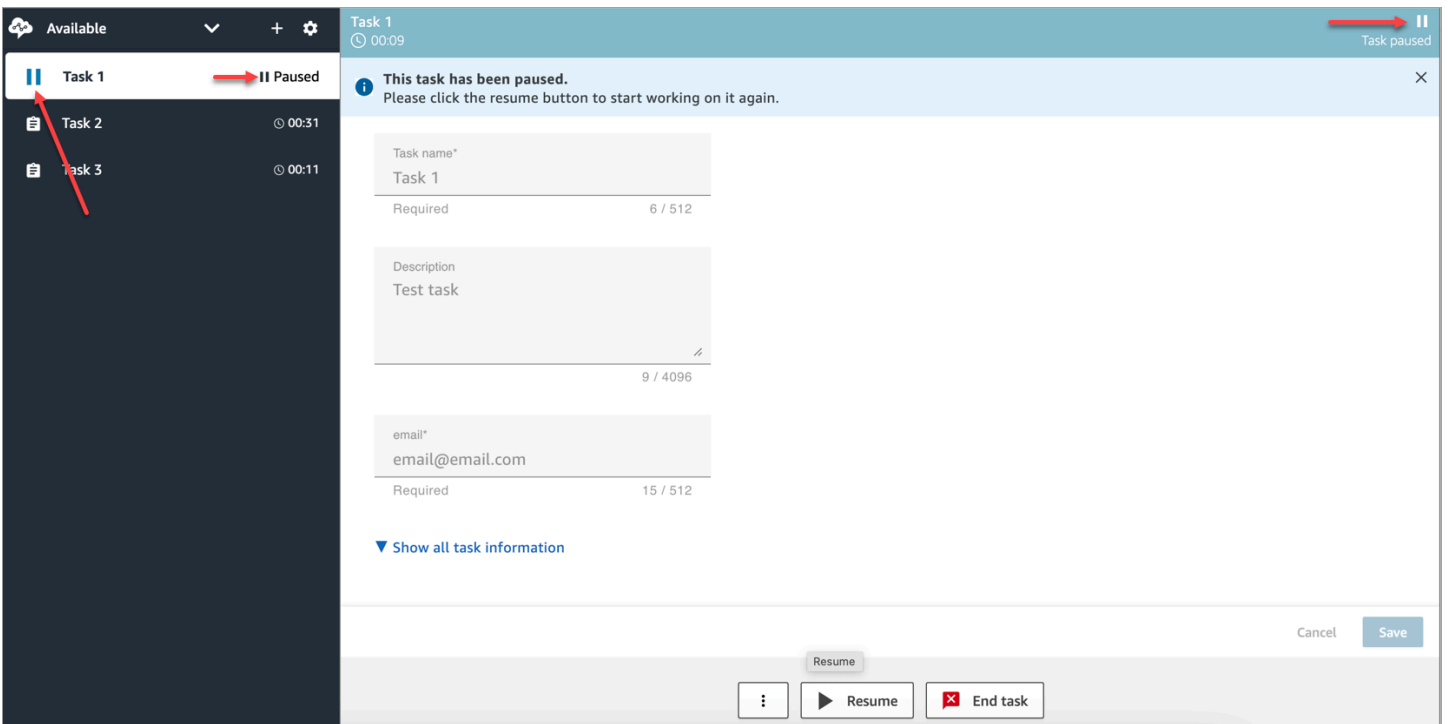 Available
Task 1
Paused
Task 2
00:31
Task 3
00:11
Task 1
00:09
Task paused
This task has been paused.
Please click the resume button to start working on it again.
Task name*
Task 1
Required
6 / 512
Description
Test task
9 / 4096
email*
email@email.com
Required
15 / 512
Show all task information
Cancel
Save
Resume
Resume
End task